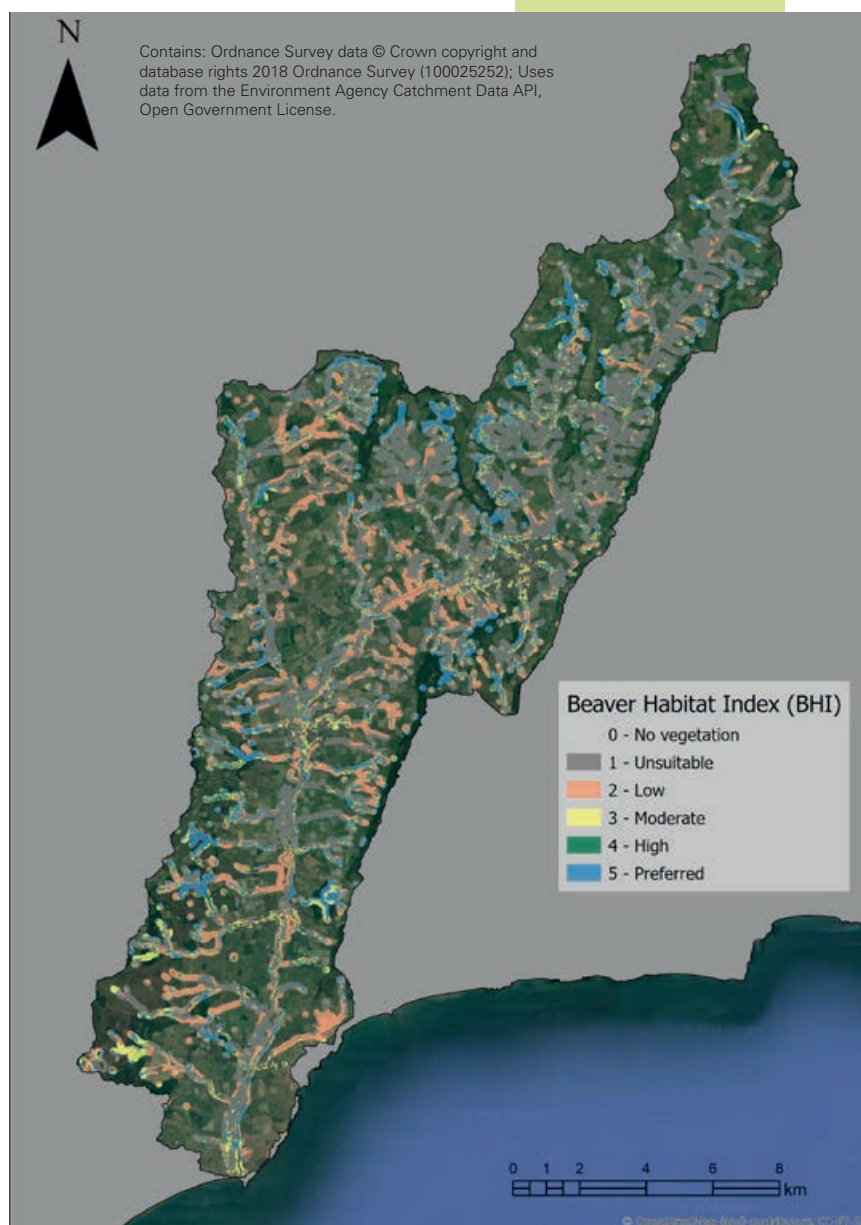 N
Contains: Ordnance Survey data © Crown copyright and
database rights 2018 Ordnance Survey (100025252); Uses
data from the Environment Agency Catchment Data API,
Open Government License.
Beaver Habitat Index (BHI)
0 - No vegetation
1 - Unsuitable
2 - Low
3 - Moderate
4 - High
5 - Preferred
0 1 2 4 6 8
km